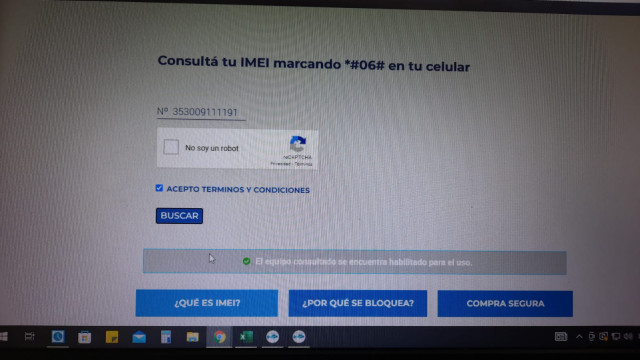 Consultá tu IMEI marcando *#06# en tu celular
Nº 353009111191
No soy un robot
reCAPTCHA
Privacidad - Términos
ACEPTO TERMINOS Y CONDICIONES
BUSCAR
El equipo consultado se encuentra habilitado para el uso.
¿QUÉ ES IMEI?
¿POR QUÉ SE BLOQUEA?
COMPRA SEGURA